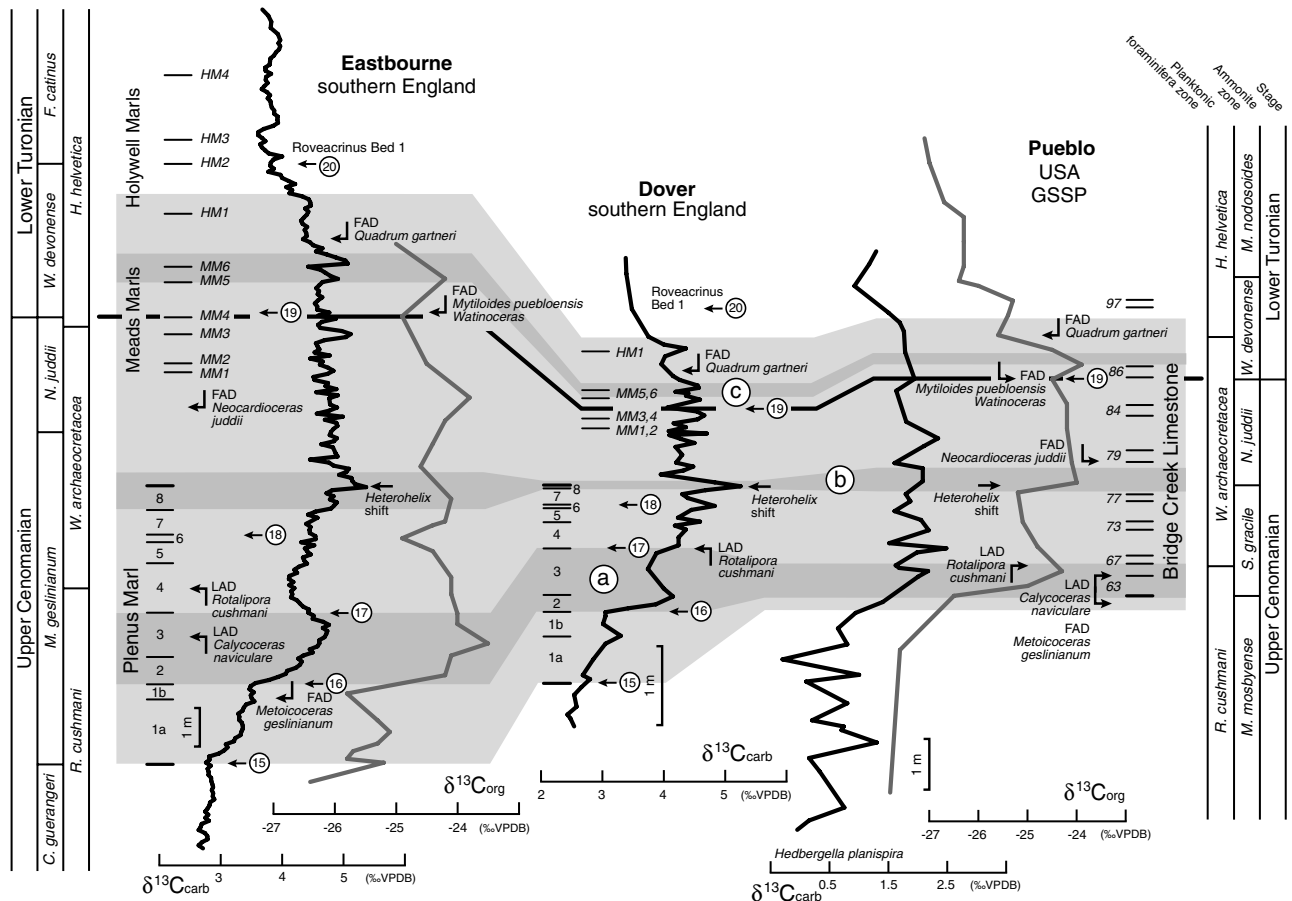 Lower Turonian
Upper Cenomanian
F. catinus
W. devonense
N. juddii
M. geslinianum
C. guerangeri
H. helvetica
W. archaeocretacea
R. cushmani
Holywell Marls
Meads Marls
Plenus Marl
HM4
HM3
HM2
HM1
MM6
MM5
MM4
MM3
MM2
MM1
8
7
6
5
4
3
2
1b
1a
1 m
Eastbourne
southern England
Roveacrinus Bed 1
20
FAD
Quadrum gartneri
FAD
Mytiloides puebloensis
Watinoceras
19
FAD
Neocardioceras
juddii
Heterohelix
shift
18
LAD
Rotalipora
cushmani
17
LAD
Calycoceras
naviculare
16
FAD
Metoicoceras
geslinianum
15
δ13Corg
-27 -26 -25 -24 (‰VPDB)
3 4 5 (‰VPDB)
δ13Ccarb
Dover
southern England
Roveacrinus
Bed 1
20
HM1
FAD
Quadrum gartneri
MM5,6
c
19
MM3,4
MM1,2
8
7
6
5
4
3
2
1b
1a
Heterohelix
shift
b
18
17
LAD
Rotalipora
cushmani
a
16
15
1 m
δ13Ccarb
2 3 4 5 (‰VPDB)
Pueblo
USA
GSSP
FAD
Quadrum gartneri
FAD
Mytiloides puebloensis
Watinoceras
19
FAD
Neocardioceras juddii
Heterohelix
shift
LAD
Rotalipora
cushmani
LAD
Calycoceras
naviculare
FAD
Metoicoceras
geslinianum
1 m
δ13Corg
-27 -26 -25 -24 (‰VPDB)
Hedbergella planispira
δ13Ccarb
0.5 1.5 2.5 (‰VPDB)
97
86
84
79
77
73
67
63
Bridge Creek Limestone
foraminifera zone
Planktonic
zone
Ammonite
Stage
H. helvetica
W. archaeocretacea
R. cushmani
M. nodosoides
W. devonense
N. juddii
S. gracile
M. mosbyense
Lower Turonian
Upper Cenomanian